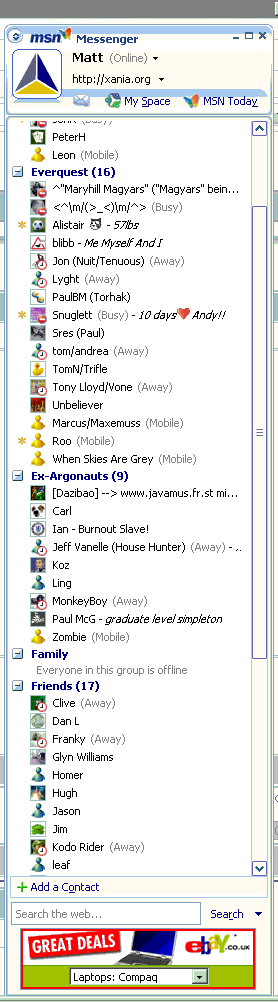 msn Messenger
Matt (Online)
http://xania.org
My Space
MSN Today
(Busy)
PeterH
Leon (Mobile)
Everquest (16)
^"Maryhill Magyars" ("Magyars" bein...
<^\m/(>_<)\m/^> (Busy)
Alistair - 57lbs
blibb - Me Myself And I
Jon (Nuit/Tenuous) (Away)
Lyght (Away)
PaulBM (Torhak)
Snuglett (Busy) - 10 days Andy!!
Sres (Paul)
tom/andrea (Away)
TomN/Trifle
Tony Lloyd/Vone (Away)
Unbeliever
Marcus/Maxemuss (Mobile)
Roo (Mobile)
When Skies Are Grey (Mobile)
Ex-Argonauts (9)
[Dazibao] --> www.javamus.fr.st mi...
Carl
Ian - Burnout Slave!
Jeff Vanelle (House Hunter) (Away) - ..
Koz
Ling
MonkeyBoy (Away)
Paul McG - graduate level simpleton
Zombie (Mobile)
Family
Everyone in this group is offline
Friends (17)
Clive (Away)
Dan L
Franky (Away)
Glyn Williams
Homer
Hugh
Jason
Jim
Kodo Rider (Away)
leaf
+ Add a Contact
Search the web...
Search
GREAT DEALS
ebay.co.uk
Laptops: Compaq